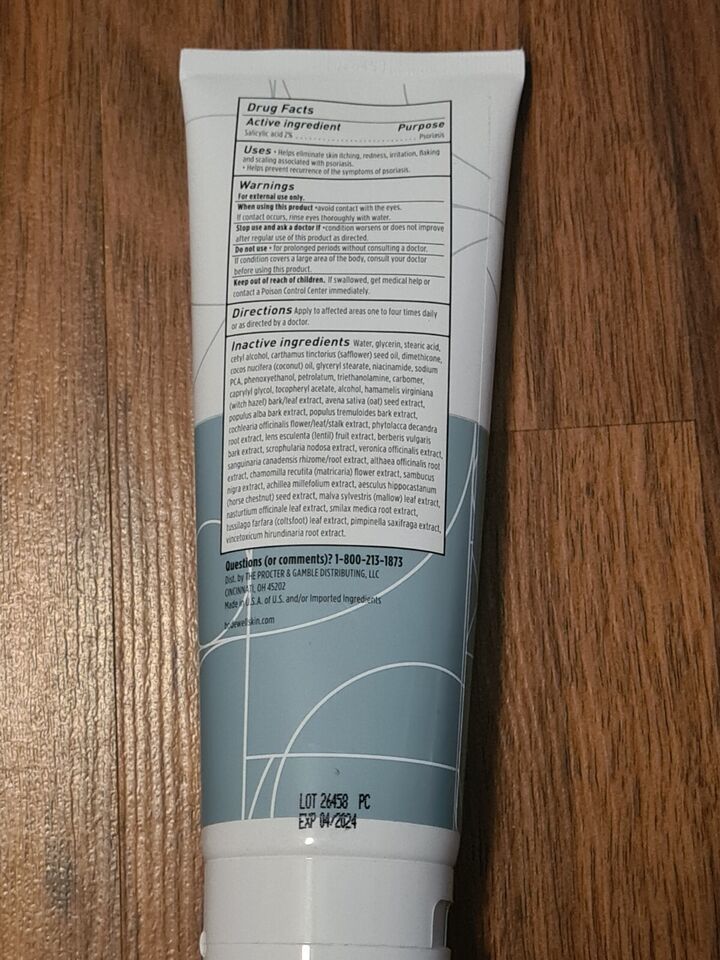 Drug Facts
Active ingredient Purpose
Salicylic acid 2% Psoriasis
Uses • Helps eliminate skin itching, redness, irritation, flaking
and scaling associated with psoriasis.
• Helps prevent recurrence of the symptoms of psoriasis.
Warnings
For external use only.
When using this product •avoid contact with the eyes.
If contact occurs, rinse eyes thoroughly with water.
Stop use and ask a doctor if •condition worsens or does not improve
after regular use of this product as directed.
Do not use • for prolonged periods without consulting a doctor.
If condition covers a large area of the body, consult your doctor
before using this product.
Keep out of reach of children. If swallowed, get medical help or
contact a Poison Control Center immediately.
Directions Apply to affected areas one to four times daily
or as directed by a doctor.
Inactive ingredients Water, glycerin, stearic acid,
cetyl alcohol, carthamus tinctorius (safflower) seed oil, dimethicone,
cocos nucifera (coconut) oil, glyceryl stearate, niacinamide, sodium
PCA, phenoxyethanol, petrolatum, triethanolamine, carbomer,
caprylyl glycol, tocopheryl acetate, alcohol, hamamelis virginiana
(witch hazel) bark/leaf extract, avena sativa (oat) seed extract,
populus alba bark extract, populus tremuloides bark extract,
cochlearia officinalis flower/leaf/stalk extract, phytolacca decandra
root extract, lens esculenta (lentil) fruit extract, berberis vulgaris
bark extract, scrophularia nodosa extract, veronica officinalis extract,
sanguinaria canadensis rhizome/root extract, althaea officinalis root
extract, chamomilla recutita (matricaria) flower extract, sambucus
nigra extract, achillea millefolium extract, aesculus hippocastanum
(horse chestnut) seed extract, malva sylvestris (mallow) leaf extract,
nasturtium officinale leaf extract, smilax medica root extract,
tussilago farfara (coltsfoot) leaf extract, pimpinella saxifraga extract,
vincetoxicum hirundinaria root extract.
Questions (or comments)? 1-800-213-1873
Dist. by THE PROCTER & GAMBLE DISTRIBUTING, LLC
CINCINNATI, OH 45202
Made in U.S.A. of U.S. and/or Imported Ingredients
bodewellskin.com
LOT 26458 PC
EXP 04/2024